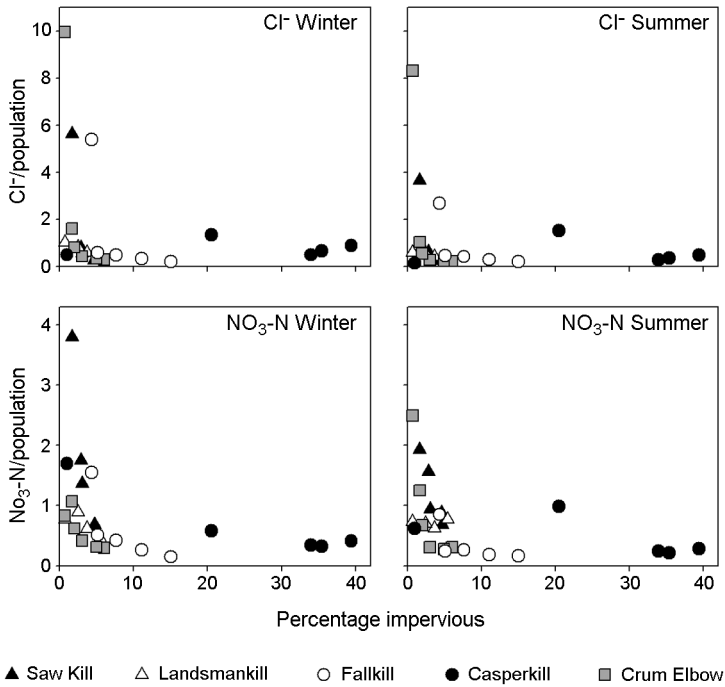 Cl⁻ Winter
Cl⁻ Summer
Cl⁻/population
10
8
6
4
2
0
NO₃-N Winter
NO₃-N Summer
No₃-N/population
4
3
2
1
0
0 10 20 30 40
0 10 20 30 40
Percentage impervious
Saw Kill Landsmankill Fallkill Casperkill Crum Elbow